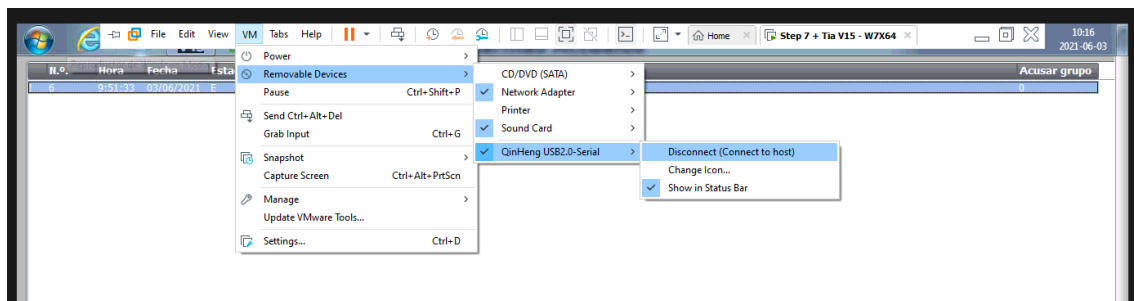 File Edit View VM Tabs Help Home × Step 7 + Tia V15 - W7X64 × 10:16
2021-06-03
N.º. Hora Fecha Esta Acusar grupo
! 6 9:51:33 03/06/2021 E 0
Power >
Removable Devices >
Pause Ctrl+Shift+P
Send Ctrl+Alt+Del
Grab Input Ctrl+G
Snapshot >
Capture Screen Ctrl+Alt+PrtScn
Manage >
Update VMware Tools...
Settings... Ctrl+D
CD/DVD (SATA) >
Network Adapter >
Printer >
Sound Card >
QinHeng USB2.0-Serial >
Disconnect (Connect to host)
Change Icon...
Show in Status Bar